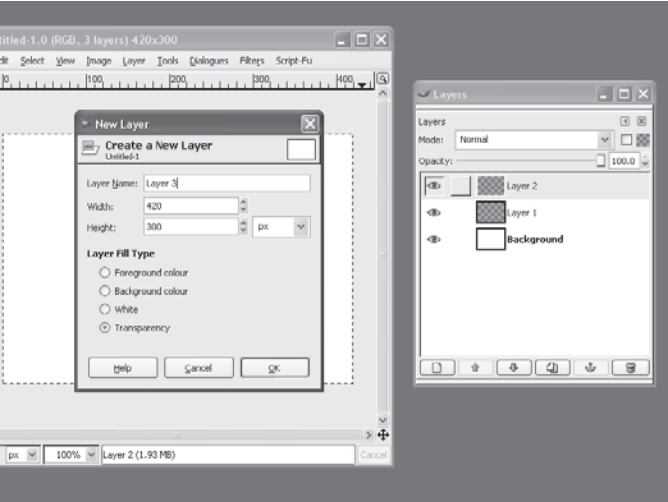 titled-1.0 (RGB, 3 layers) 420x300
dit Select View Image Layer Tools Dialogues Filters Script-Fu
0 100 200 300 400
New Layer
Create a New Layer
Untitled-1
Layer Name: Layer 3
Width: 420
Height: 300 px
Layer Fill Type
Foreground colour
Background colour
White
Transparency
Help Cancel OK
px 100% Layer 2 (1.93 MB) Cancel
Layers
Layers
Mode: Normal
Opacity: 100.0
Layer 2
Layer 1
Background